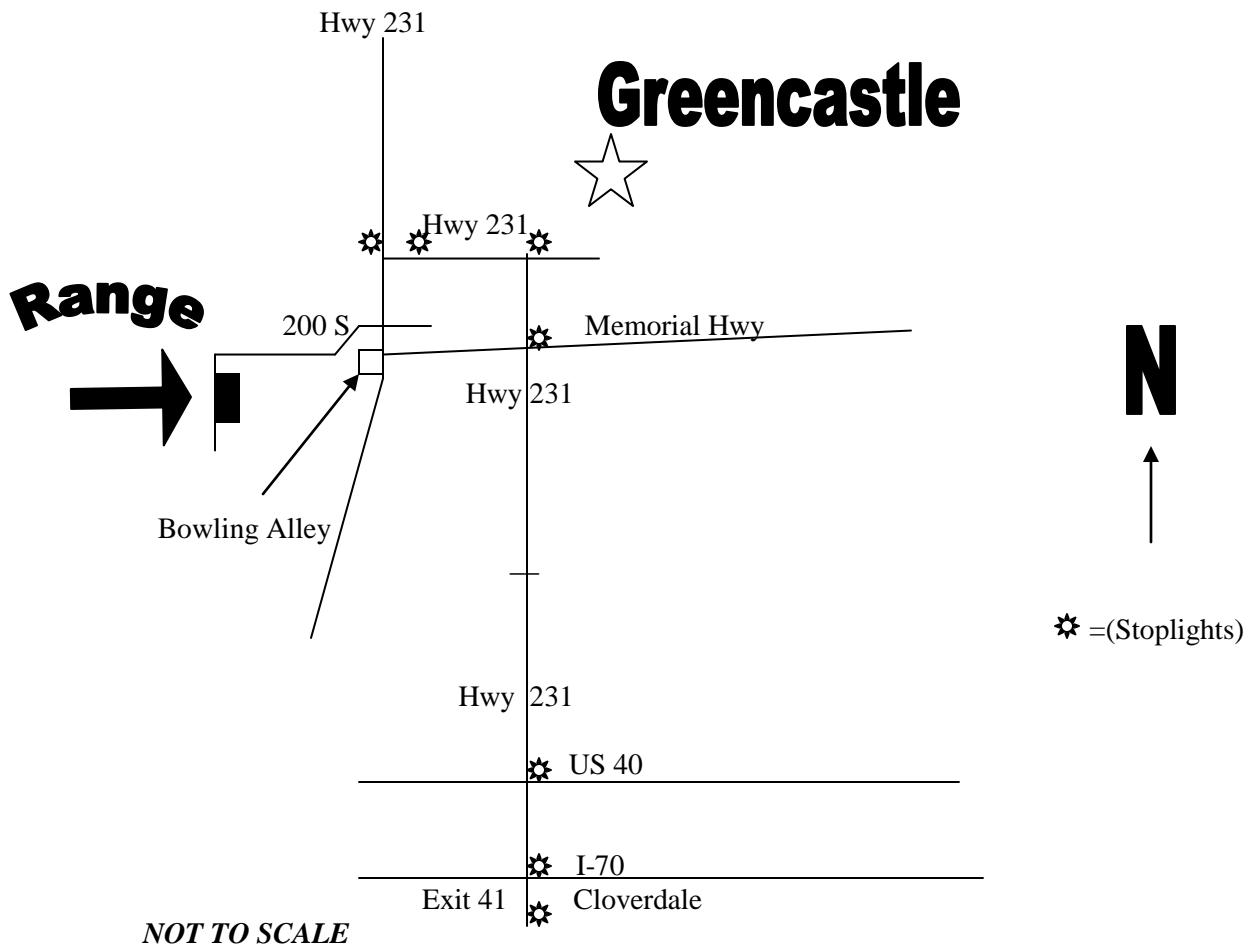 Hwy 231
Greencastle
Hwy 231
Range
200 S
Memorial Hwy
Hwy 231
N
Bowling Alley
=(Stoplights)
Hwy 231
US 40
I-70
Exit 41 Cloverdale
NOT TO SCALE